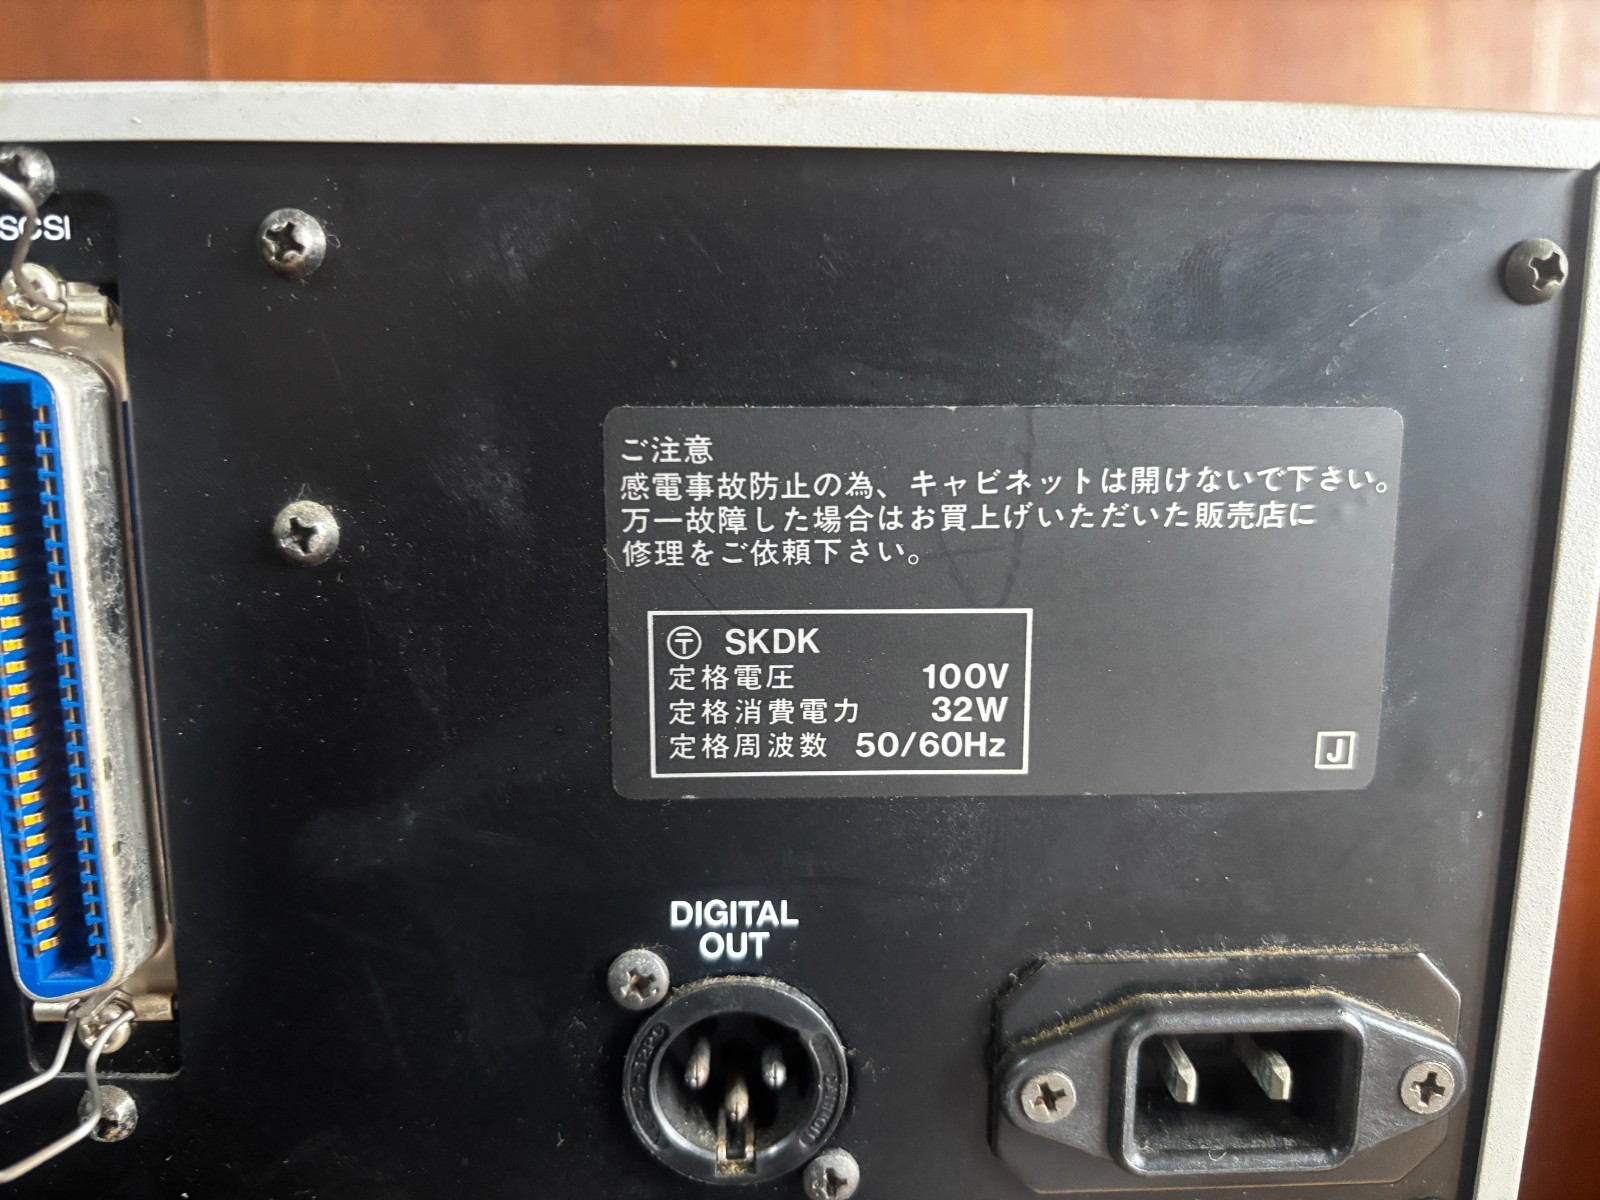 SCSI
ご注意
感電事故防止の為、キャビネットは開けないで下さい。
万一故障した場合はお買上げいただいた販売店に
修理をご依頼下さい。
〒 SKDK
定格電圧 100V
定格消費電力 32W
定格周波数 50/60Hz
J
DIGITAL
OUT